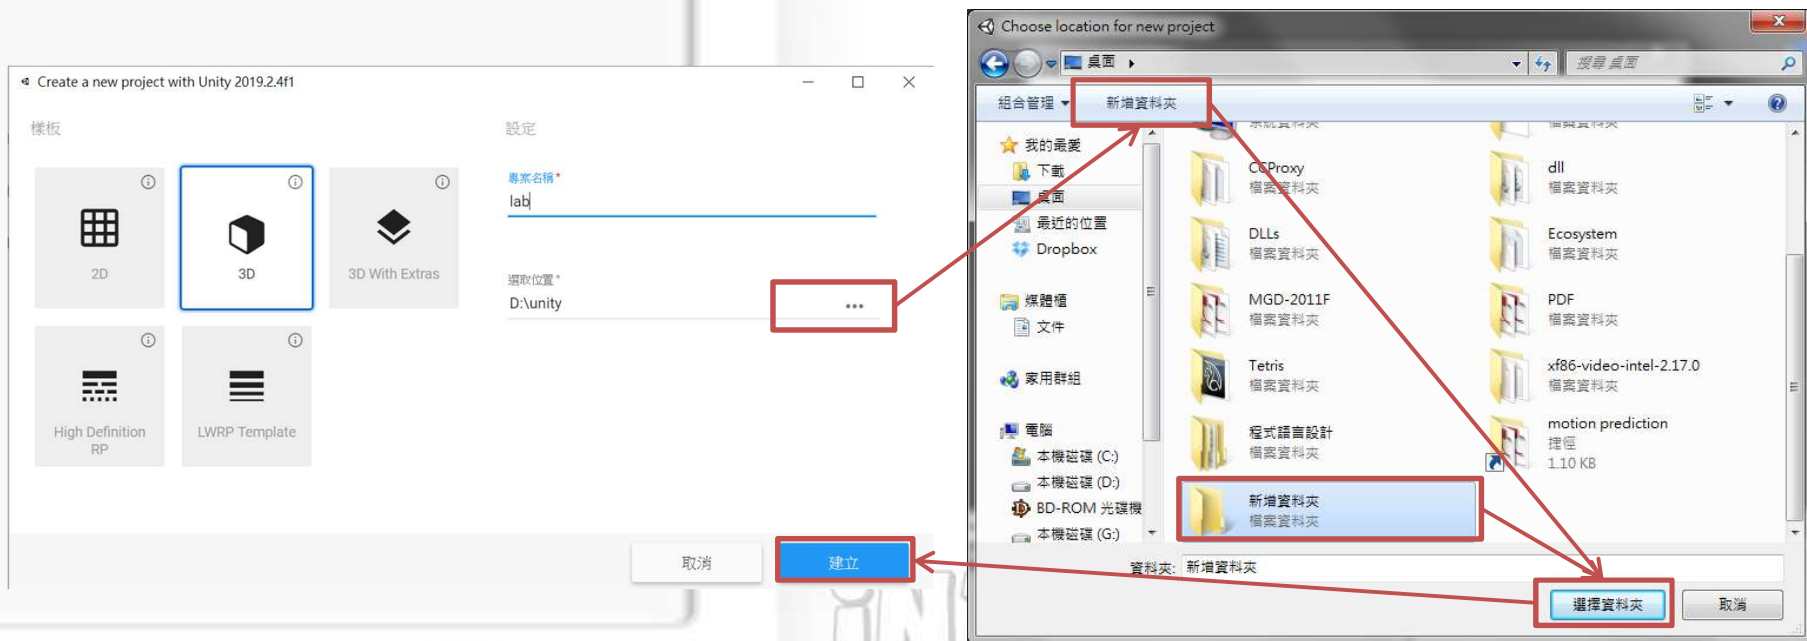 Create a new project with Unity 2019.2.4f1
樣板
設定
2D
3D
3D With Extras
High Definition
RP
LWRP Template
專案名稱*
lab
選取位置*
D:\unity
•••
取消
建立
Choose location for new project
桌面
搜尋 桌面
組合管理
新增資料夾
我的最愛
下載
桌面
最近的位置
Dropbox
媒體櫃
文件
家用群組
電腦
本機磁碟 (C:)
本機磁碟 (D:)
BD-ROM 光碟機
本機磁碟 (G:)
CCProxy
檔案資料夾
dll
檔案資料夾
DLLs
檔案資料夾
Ecosystem
檔案資料夾
MGD-2011F
檔案資料夾
PDF
檔案資料夾
Tetris
檔案資料夾
xf86-video-intel-2.17.0
檔案資料夾
程式語言設計
檔案資料夾
motion prediction
捷徑
1.10 KB
新增資料夾
檔案資料夾
資料夾: 新增資料夾
選擇資料夾
取消